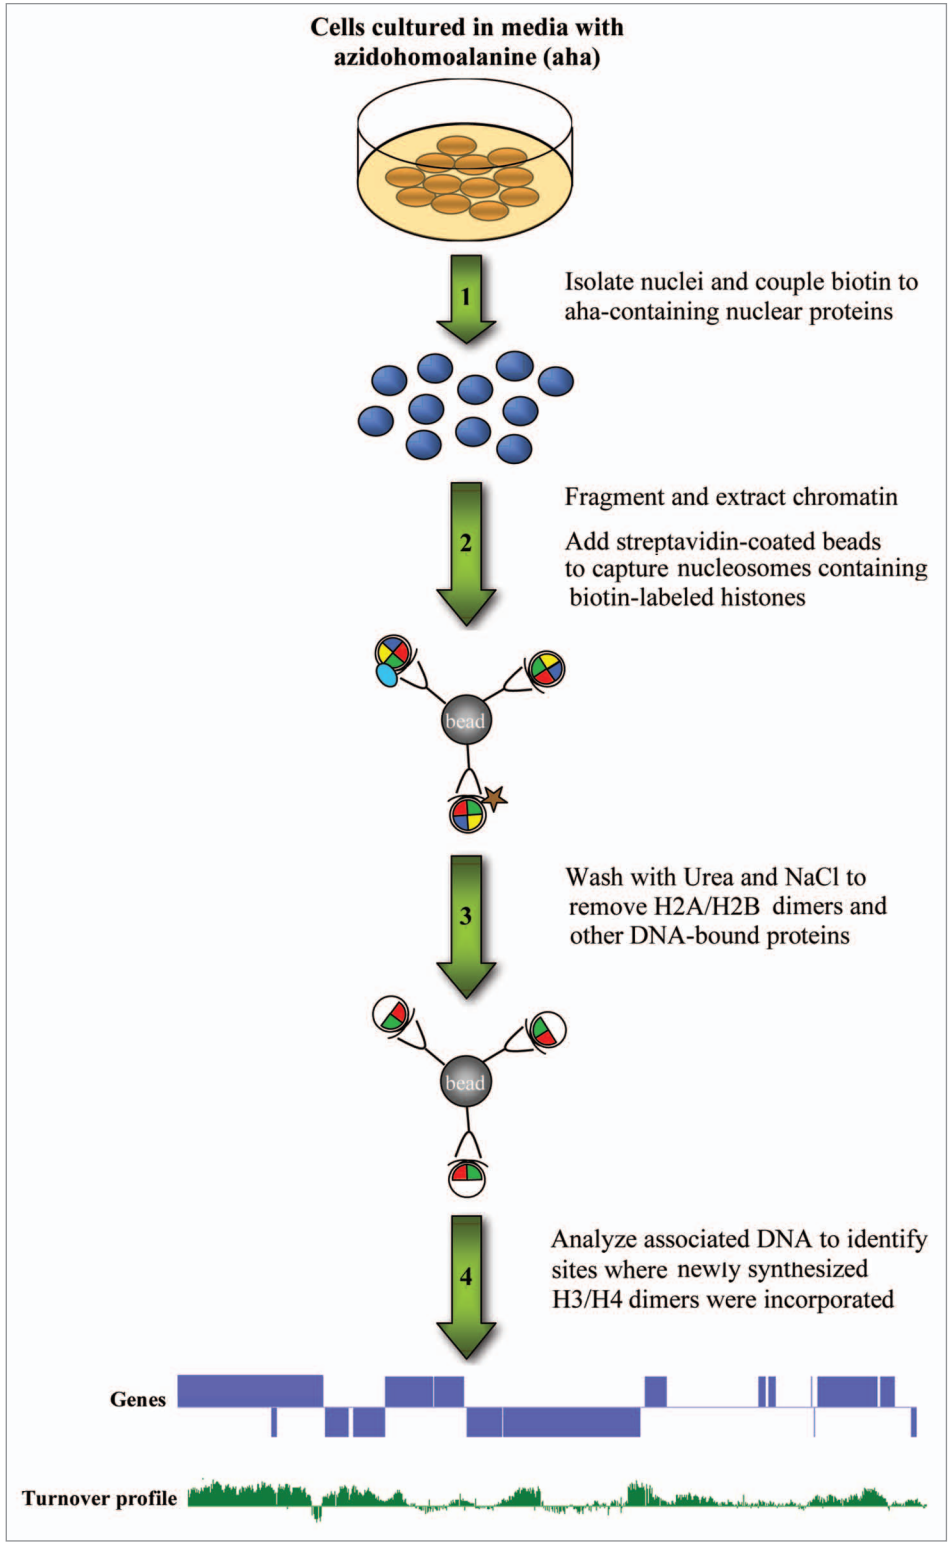 Cells cultured in media with
azidohomoalanine (aha)
1
Isolate nuclei and couple biotin to
aha-containing nuclear proteins
2
Fragment and extract chromatin
Add streptavidin-coated beads
to capture nucleosomes containing
biotin-labeled histones
bead
3
Wash with Urea and NaCl to
remove H2A/H2B dimers and
other DNA-bound proteins
bead
4
Analyze associated DNA to identify
sites where newly synthesized
H3/H4 dimers were incorporated
Genes
Turnover profile